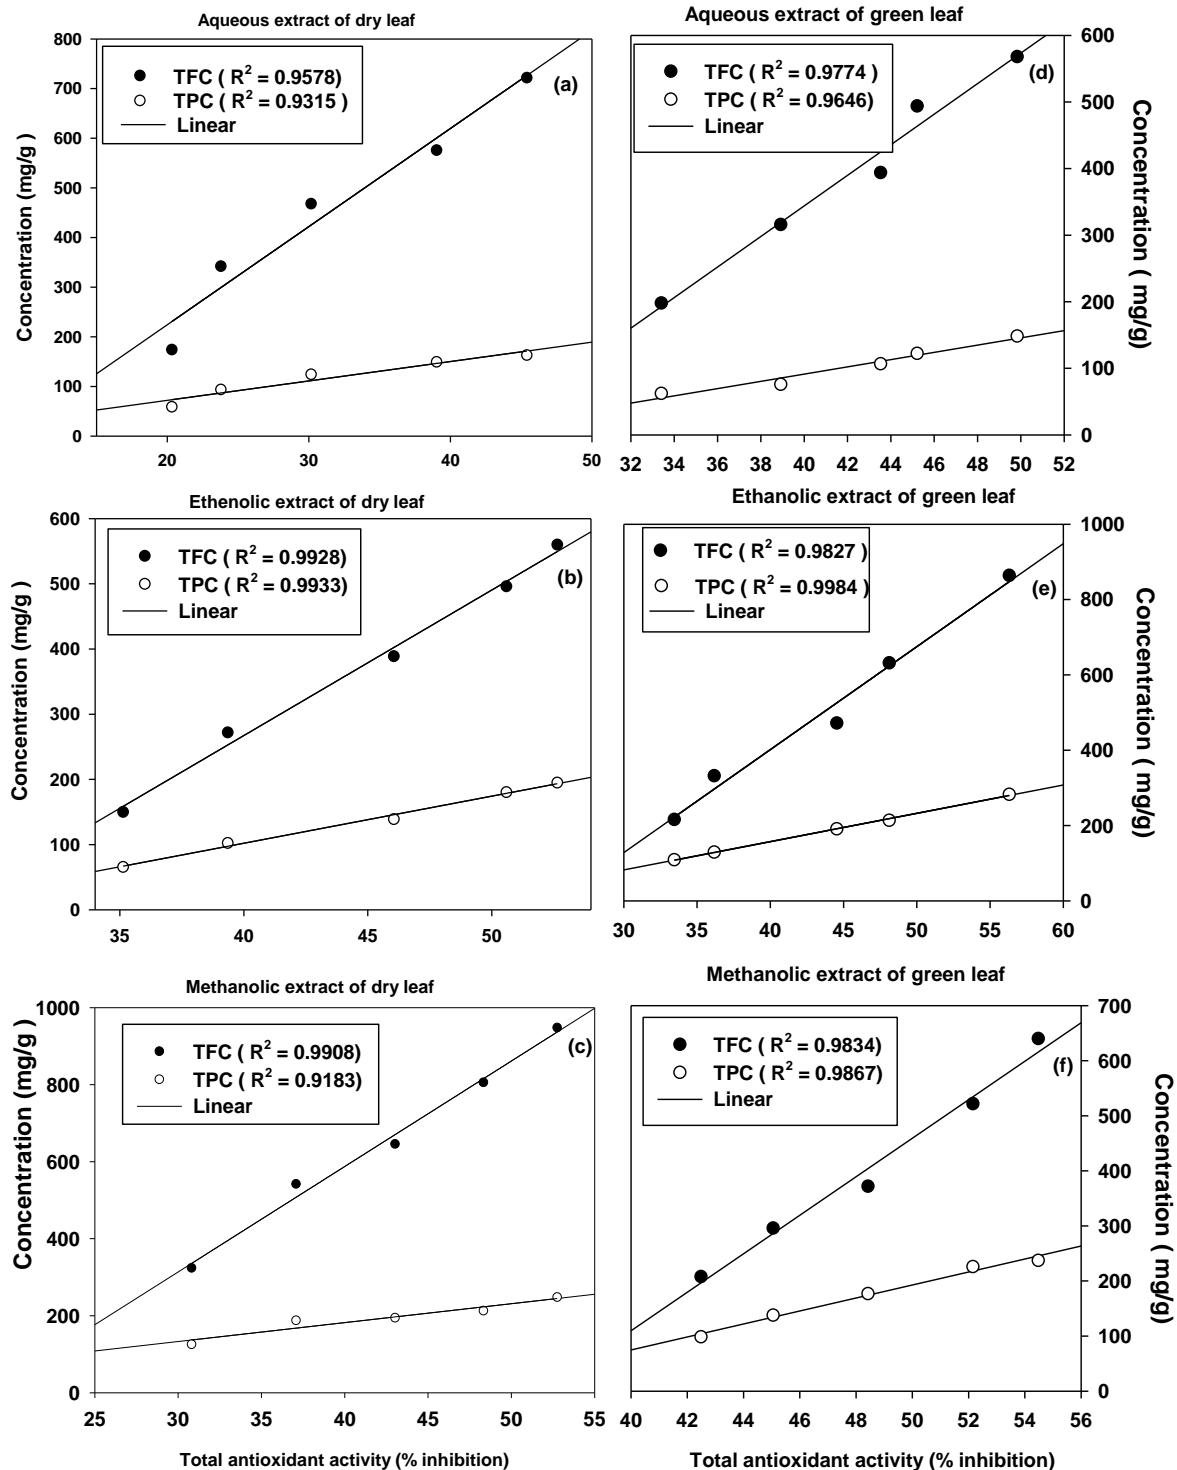 Aqueous extract of dry leaf
800
700
600
500
400
300
200
100
0
Concentration (mg/g)
TFC ( R² = 0.9578)
TPC ( R² = 0.9315 )
Linear
(a)
20 30 40 50
Aqueous extract of green leaf
TFC ( R² = 0.9774 )
TPC ( R² = 0.9646)
Linear
(d)
600
500
400
300
200
100
0
Concentration ( mg/g)
32 34 36 38 40 42 44 46 48 50 52
Ethenolic extract of dry leaf
600
500
400
300
200
100
0
Concentration (mg/g)
TFC ( R² = 0.9928)
TPC ( R² = 0.9933)
Linear
(b)
35 40 45 50
Ethanolic extract of green leaf
TFC ( R² = 0.9827 )
TPC ( R² = 0.9984 )
Linear
(e)
1000
800
600
400
200
0
Concentration ( mg/g)
30 35 40 45 50 55 60
Methanolic extract of dry leaf
1000
800
600
400
200
0
Concentration (mg/g)
TFC ( R² = 0.9908)
TPC ( R² = 0.9183)
Linear
(c)
25 30 35 40 45 50 55
Total antioxidant activity (% inhibition)
Methanolic extract of green leaf
TFC ( R² = 0.9834)
TPC ( R² = 0.9867)
Linear
(f)
700
600
500
400
300
200
100
0
Concentration ( mg/g)
40 42 44 46 48 50 52 54 56
Total antioxidant activity (% inhibition)